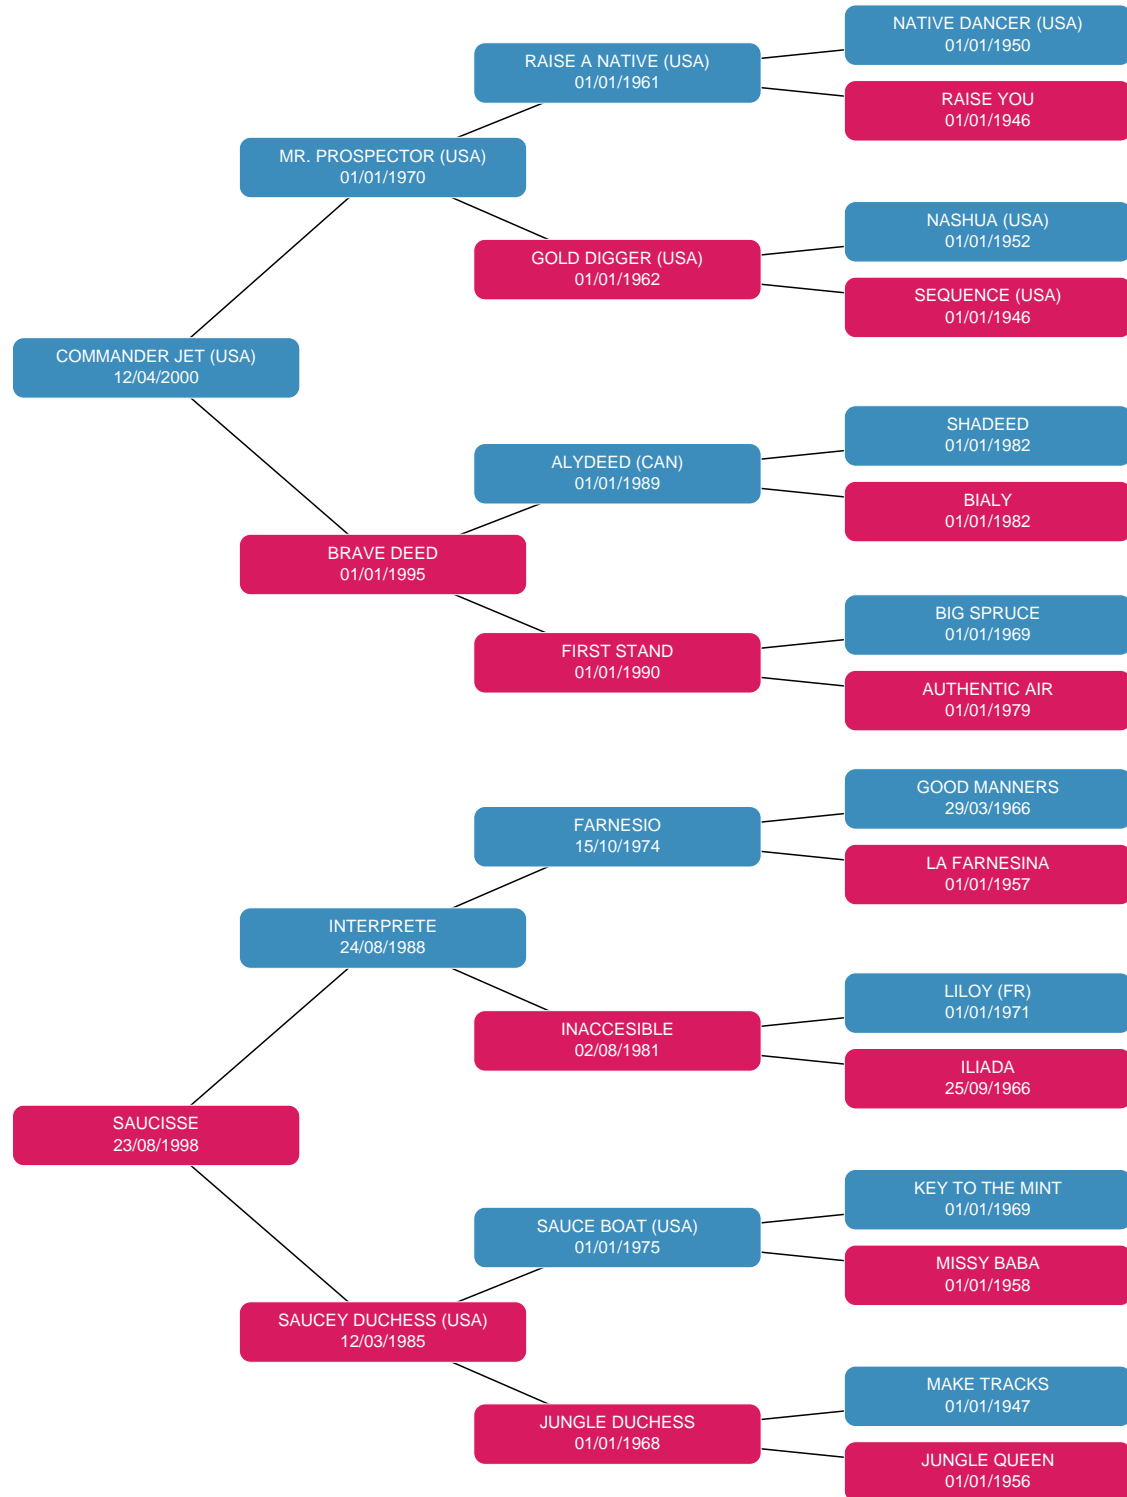 NATIVE DANCER (USA)
01/01/1950
RAISE A NATIVE (USA)
01/01/1961
RAISE YOU
01/01/1946
MR. PROSPECTOR (USA)
01/01/1970
NASHUA (USA)
01/01/1952
GOLD DIGGER (USA)
01/01/1962
SEQUENCE (USA)
01/01/1946
COMMANDER JET (USA)
12/04/2000
SHADEED
01/01/1982
ALYDEED (CAN)
01/01/1989
BIALY
01/01/1982
BRAVE DEED
01/01/1995
BIG SPRUCE
01/01/1969
FIRST STAND
01/01/1990
AUTHENTIC AIR
01/01/1979
GOOD MANNERS
29/03/1966
FARNESIO
15/10/1974
LA FARNESINA
01/01/1957
INTERPRETE
24/08/1988
LILOY (FR)
01/01/1971
INACCESIBLE
02/08/1981
ILIADA
25/09/1966
SAUCISSE
23/08/1998
KEY TO THE MINT
01/01/1969
SAUCE BOAT (USA)
01/01/1975
MISSY BABA
01/01/1958
SAUCEY DUCHESS (USA)
12/03/1985
MAKE TRACKS
01/01/1947
JUNGLE DUCHESS
01/01/1968
JUNGLE QUEEN
01/01/1956